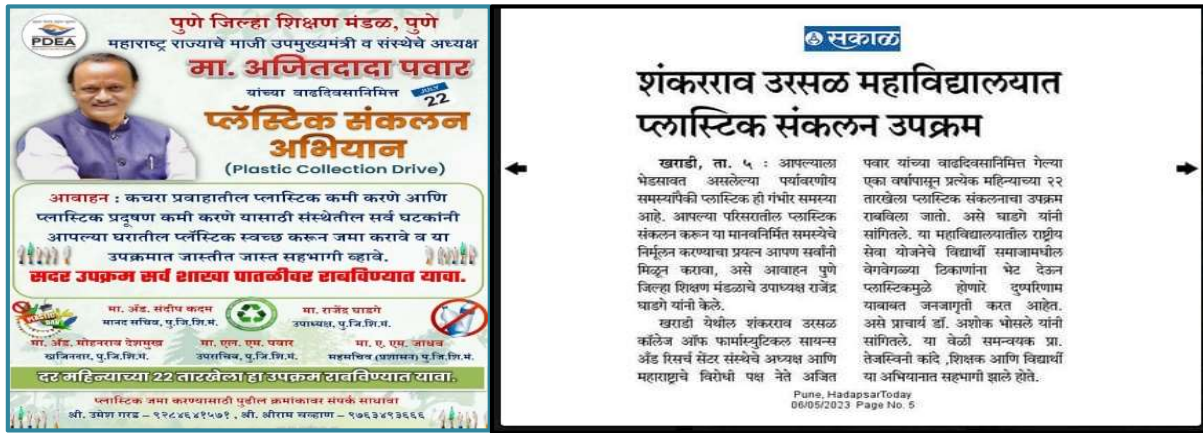 PDEA
पुणे जिल्हा शिक्षण मंडळ, पुणे
महाराष्ट्र राज्याचे माजी उपमुख्यमंत्री व संस्थेचे अध्यक्ष
मा. अजितदादा पवार
यांच्या वाढदिवसानिमित्त
JULY
22
प्लॅस्टिक संकलन
अभियान
(Plastic Collection Drive)
आवाहन : कचरा प्रवाहातील प्लास्टिक कमी करणे आणि
प्लास्टिक प्रदूषण कमी करणे यासाठी संस्थेतील सर्व घटकांनी
आपल्या घरातील प्लॅस्टिक स्वच्छ करून जमा करावे व या
उपक्रमात जास्तीत जास्त सहभागी व्हावे.
सदर उपक्रम सर्व शाखा पातळीवर राबविण्यात यावा.
मा. अ‍ॅड. संदीप कदम
मानद सचिव, पु.जि.शि.मं.
मा. राजेंद्र घाडगे
उपाध्यक्ष, पु.जि.शि.मं.
मा. अ‍ॅड. मोहनराव देशमुख
खजिनदार, पु.जि.शि.मं.
मा. एल. एम. पवार
उपसचिव, पु.जि.शि.मं.
मा. ए. एम. जाधव
सहसचिव (प्रशासन) पु.जि.शि.मं.
दर महिन्याच्या 22 तारखेला हा उपक्रम राबविण्यात यावा.
प्लास्टिक जमा करण्यासाठी पुढील क्रमांकावर संपर्क साधावा
श्री. उमेश गरड – ९२८४६४१५७१ , श्री. श्रीराम चव्हाण – ९७६३४९३६६६
सकाळ
शंकरराव उरसळ महाविद्यालयात
प्लास्टिक संकलन उपक्रम
खराडी, ता. ५ : आपल्याला
भेडसावत असलेल्या पर्यावरणीय
समस्यांपैकी प्लास्टिक ही गंभीर समस्या
आहे. आपल्या परिसरातील प्लास्टिक
संकलन करून या मानवनिर्मित समस्येचे
निर्मूलन करण्याचा प्रयत्न आपण सर्वांनी
मिळून करावा, असे आवाहन पुणे
जिल्हा शिक्षण मंडळाचे उपाध्यक्ष राजेंद्र
घाडगे यांनी केले.
खराडी येथील शंकरराव उरसळ
कॉलेज ऑफ फार्मास्युटिकल सायन्स
अँड रिसर्च सेंटर संस्थेचे अध्यक्ष आणि
महाराष्ट्राचे विरोधी पक्ष नेते अजित
पवार यांच्या वाढदिवसानिमित्त गेल्या
एका वर्षापासून प्रत्येक महिन्याच्या २२
तारखेला प्लास्टिक संकलनाचा उपक्रम
राबविला जातो. असे घाडगे यांनी
सांगितले. या महाविद्यालयातील राष्ट्रीय
सेवा योजनेचे विद्यार्थी समाजामधील
वेगवेगळ्या ठिकाणांना भेट देऊन
प्लास्टिकमुळे होणारे दुष्परिणाम
याबाबत जनजागृती करत आहेत.
असे प्राचार्य डॉ. अशोक भोसले यांनी
सांगितले. या वेळी समन्वयक प्रा.
तेजस्विनी कांदे ,शिक्षक आणि विद्यार्थी
या अभियानात सहभागी झाले होते.
Pune, HadapsarToday
06/05/2023 Page No. 5